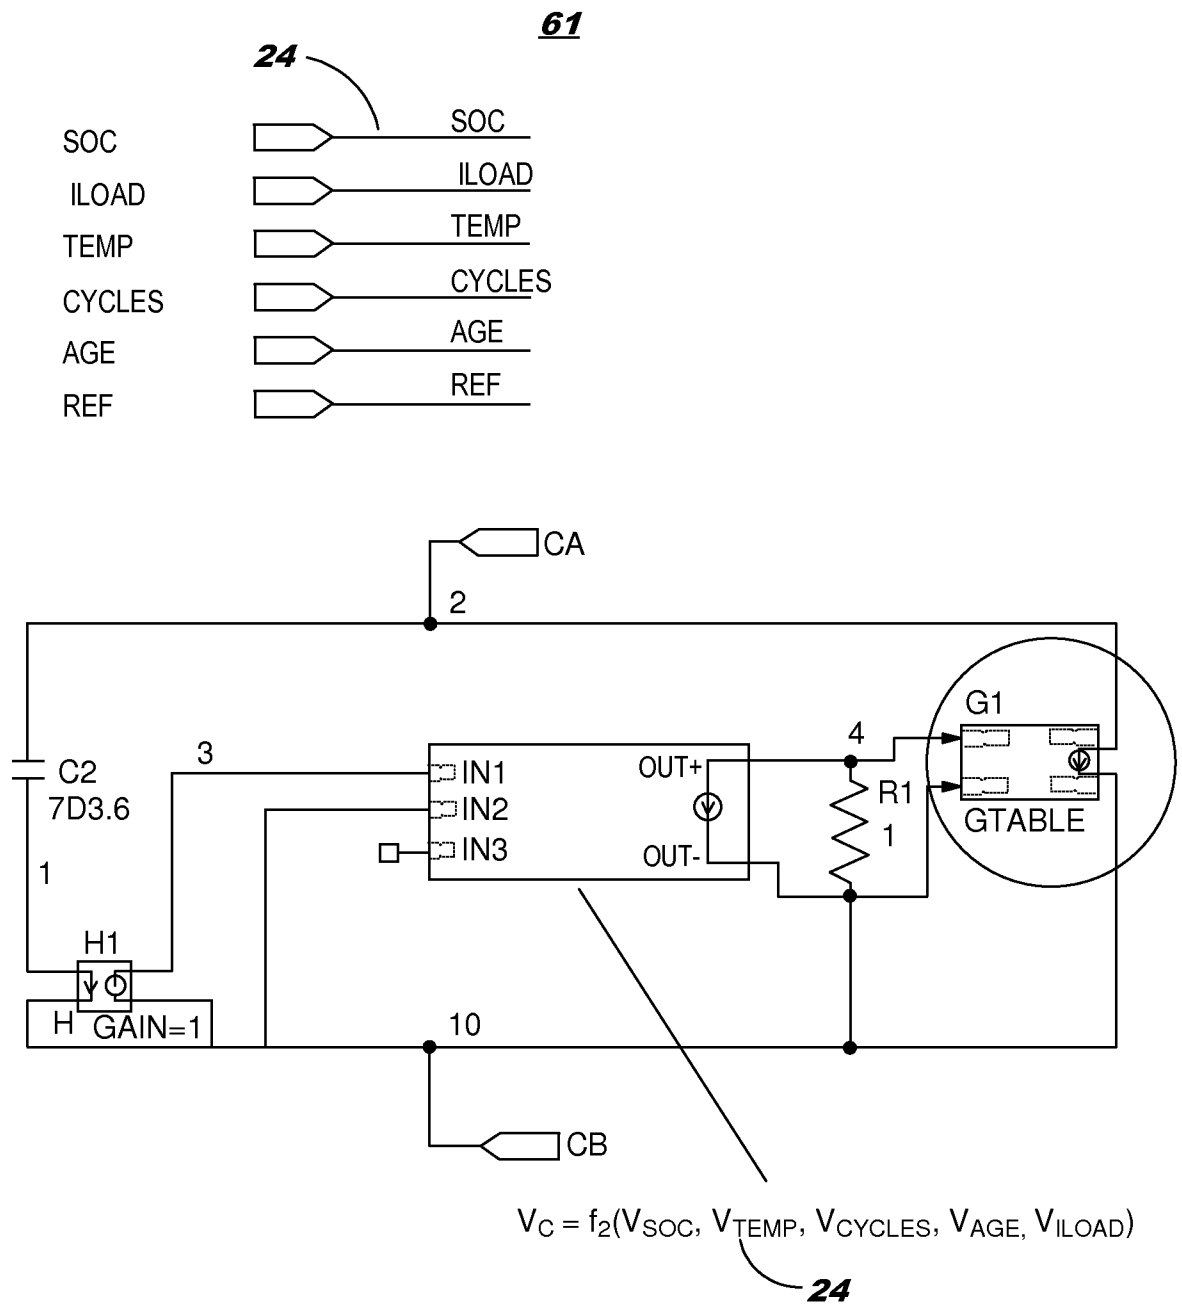 61
24
SOC SOC
ILOAD ILOAD
TEMP TEMP
CYCLES CYCLES
AGE AGE
REF REF
CA
2
G1
3
4
C2
7D3.6
IN1
OUT+
R1
1
IN2
GTABLE
IN3
OUT-
1
H1
H
GAIN=1
10
CB
VC = f2(VSOC, VTEMP, VCYCLES, VAGE, VILOAD)
24